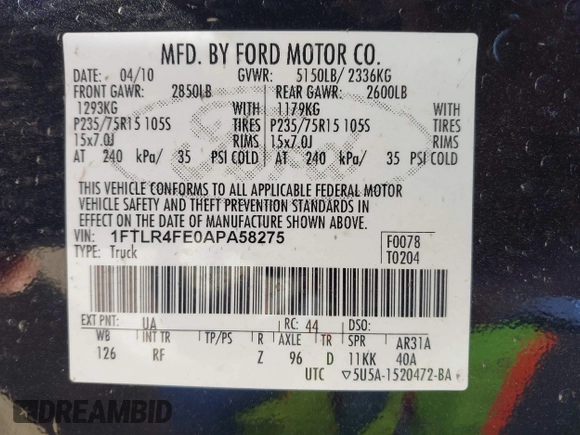 MFD. BY FORD MOTOR CO.
DATE: 04/10 GVWR: 5150LB/ 2336KG
FRONT GAWR: 2850LB REAR GAWR: 2600LB
1293KG WITH 1179KG WITH
P235/75R15 105S TIRES P235/75R15 105S TIRES
15x7.0J RIMS 15x7.0J RIMS
AT 240 kPa/ 35 PSI COLD AT 240 kPa/ 35 PSI COLD
THIS VEHICLE CONFORMS TO ALL APPLICABLE FEDERAL MOTOR
VEHICLE SAFETY AND THEFT PREVENTION STANDARDS IN
EFFECT ON THE DATE OF MANUFACTURE SHOWN ABOVE.
VIN: 1FTLR4FE0APA58275 F0078
TYPE: Truck T0204
EXT PNT: UA RC: 44 DSO:
WB INT TR TP/PS R AXLE TR SPR AR31A
126 RF Z 96 D 11KK 40A
UTC ▽5U5A-1520472-BA
DREAMBID